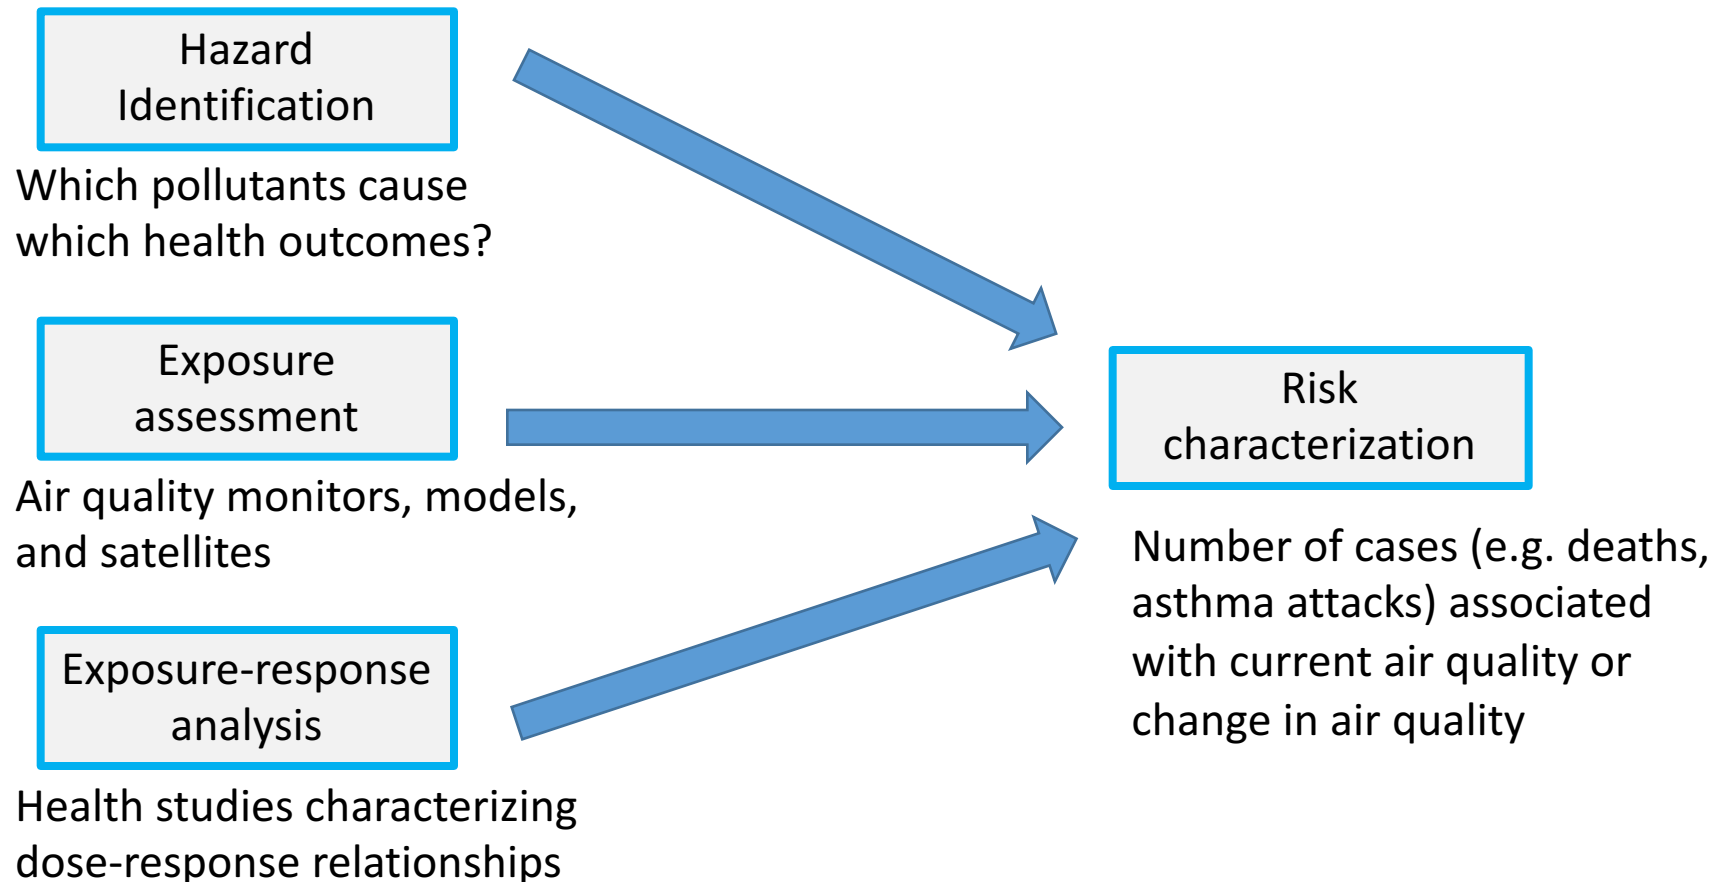 Hazard
Identification
Which pollutants cause
which health outcomes?
Exposure
assessment
Air quality monitors, models,
and satellites
Exposure-response
analysis
Health studies characterizing
dose-response relationships
Risk
characterization
Number of cases (e.g. deaths,
asthma attacks) associated
with current air quality or
change in air quality